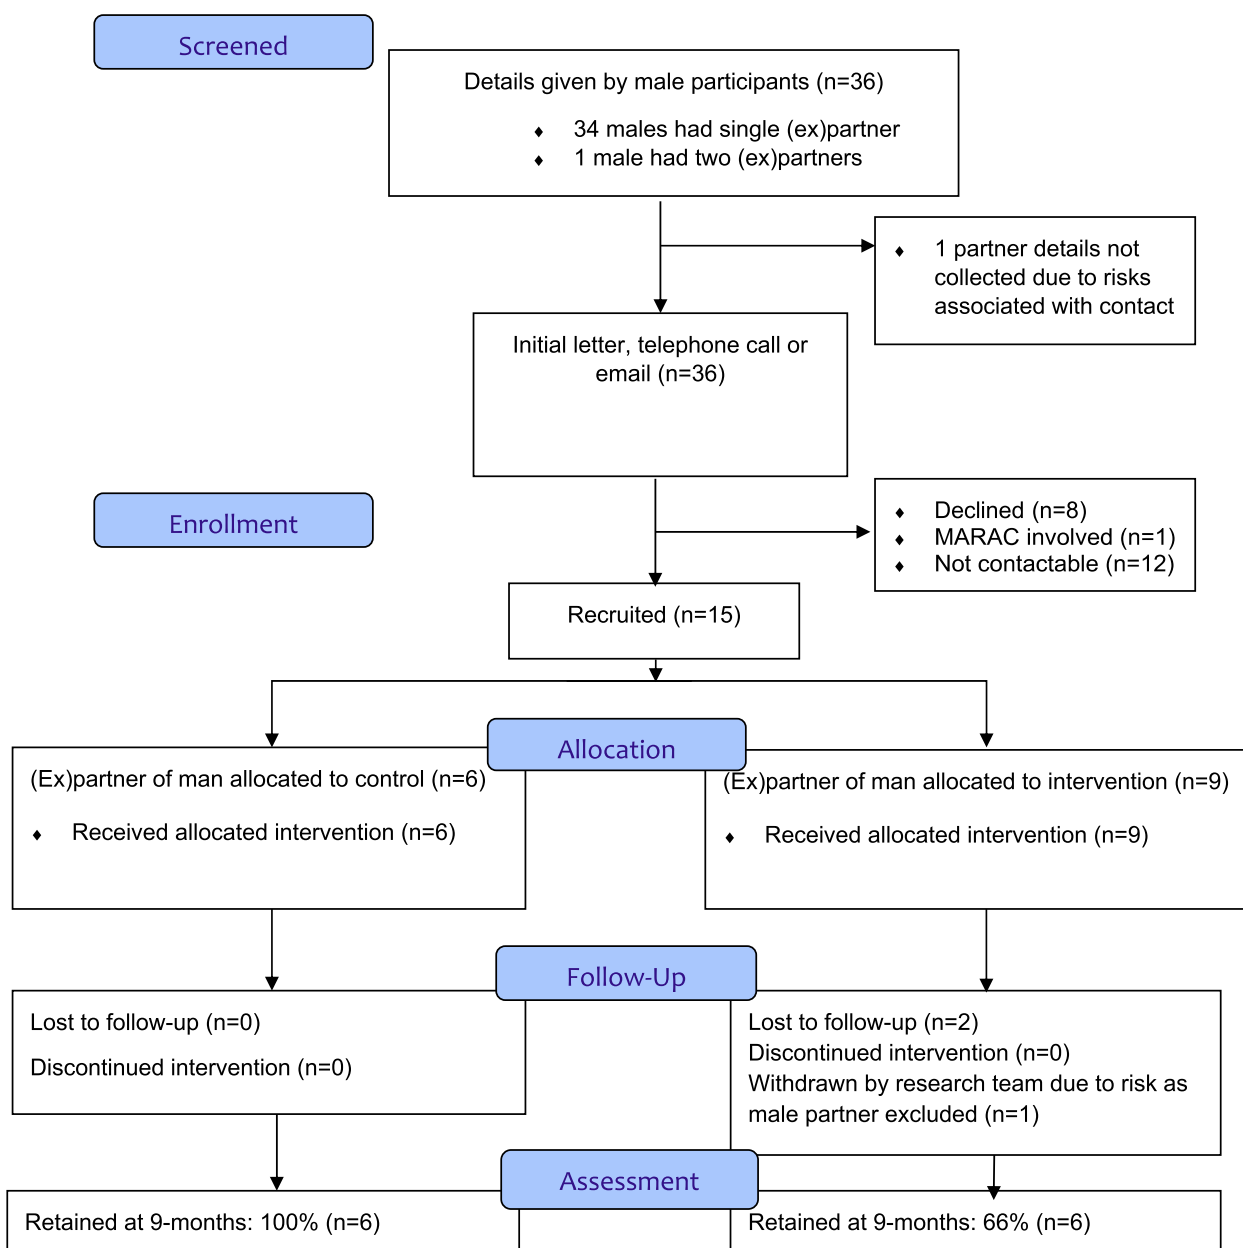 Screened
Details given by male participants (n=36)
♦ 34 males had single (ex)partner
♦ 1 male had two (ex)partners
♦ 1 partner details not
collected due to risks
associated with contact
Initial letter, telephone call or
email (n=36)
Enrollment
♦ Declined (n=8)
♦ MARAC involved (n=1)
♦ Not contactable (n=12)
Recruited (n=15)
Allocation
(Ex)partner of man allocated to control (n=6)
♦ Received allocated intervention (n=6)
(Ex)partner of man allocated to intervention (n=9)
♦ Received allocated intervention (n=9)
Follow-Up
Lost to follow-up (n=0)
Discontinued intervention (n=0)
Lost to follow-up (n=2)
Discontinued intervention (n=0)
Withdrawn by research team due to risk as
male partner excluded (n=1)
Assessment
Retained at 9-months: 100% (n=6)
Retained at 9-months: 66% (n=6)